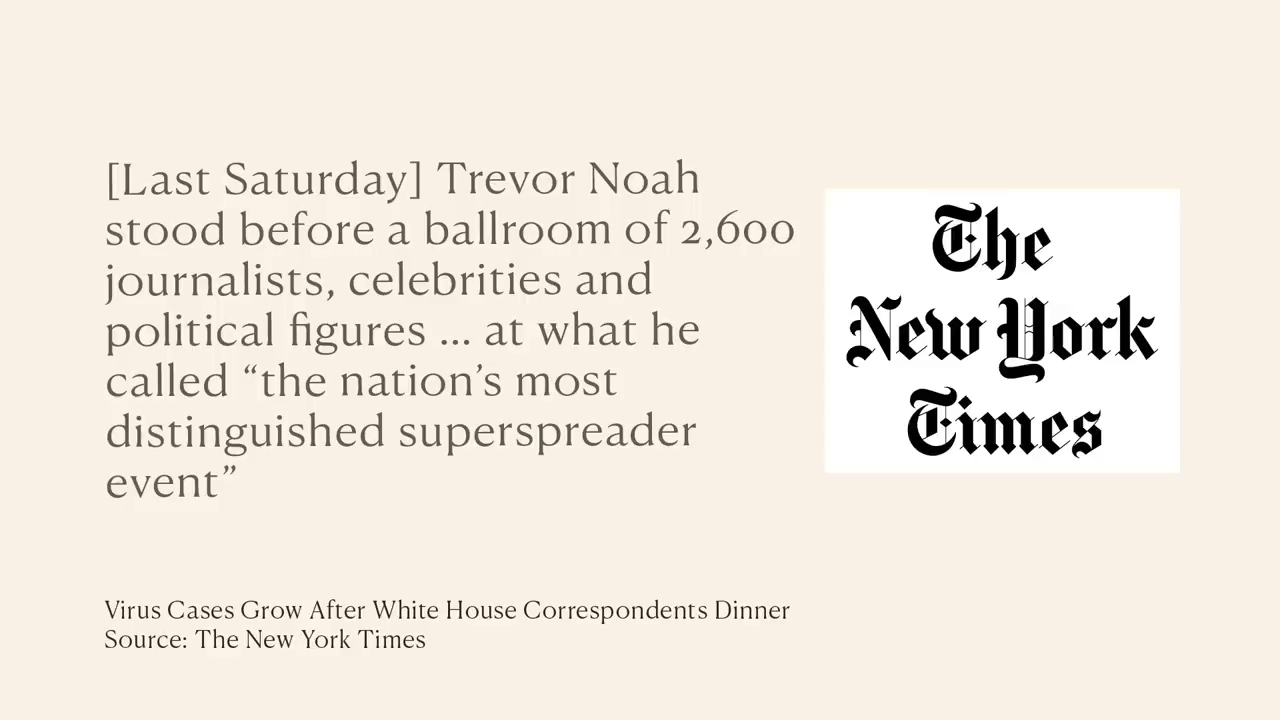 [Last Saturday] Trevor Noah
stood before a ballroom of 2,600
journalists, celebrities and
political figures ... at what he
called “the nation’s most
distinguished superspreader
event”
The
New York
Times
Virus Cases Grow After White House Correspondents Dinner
Source: The New York Times